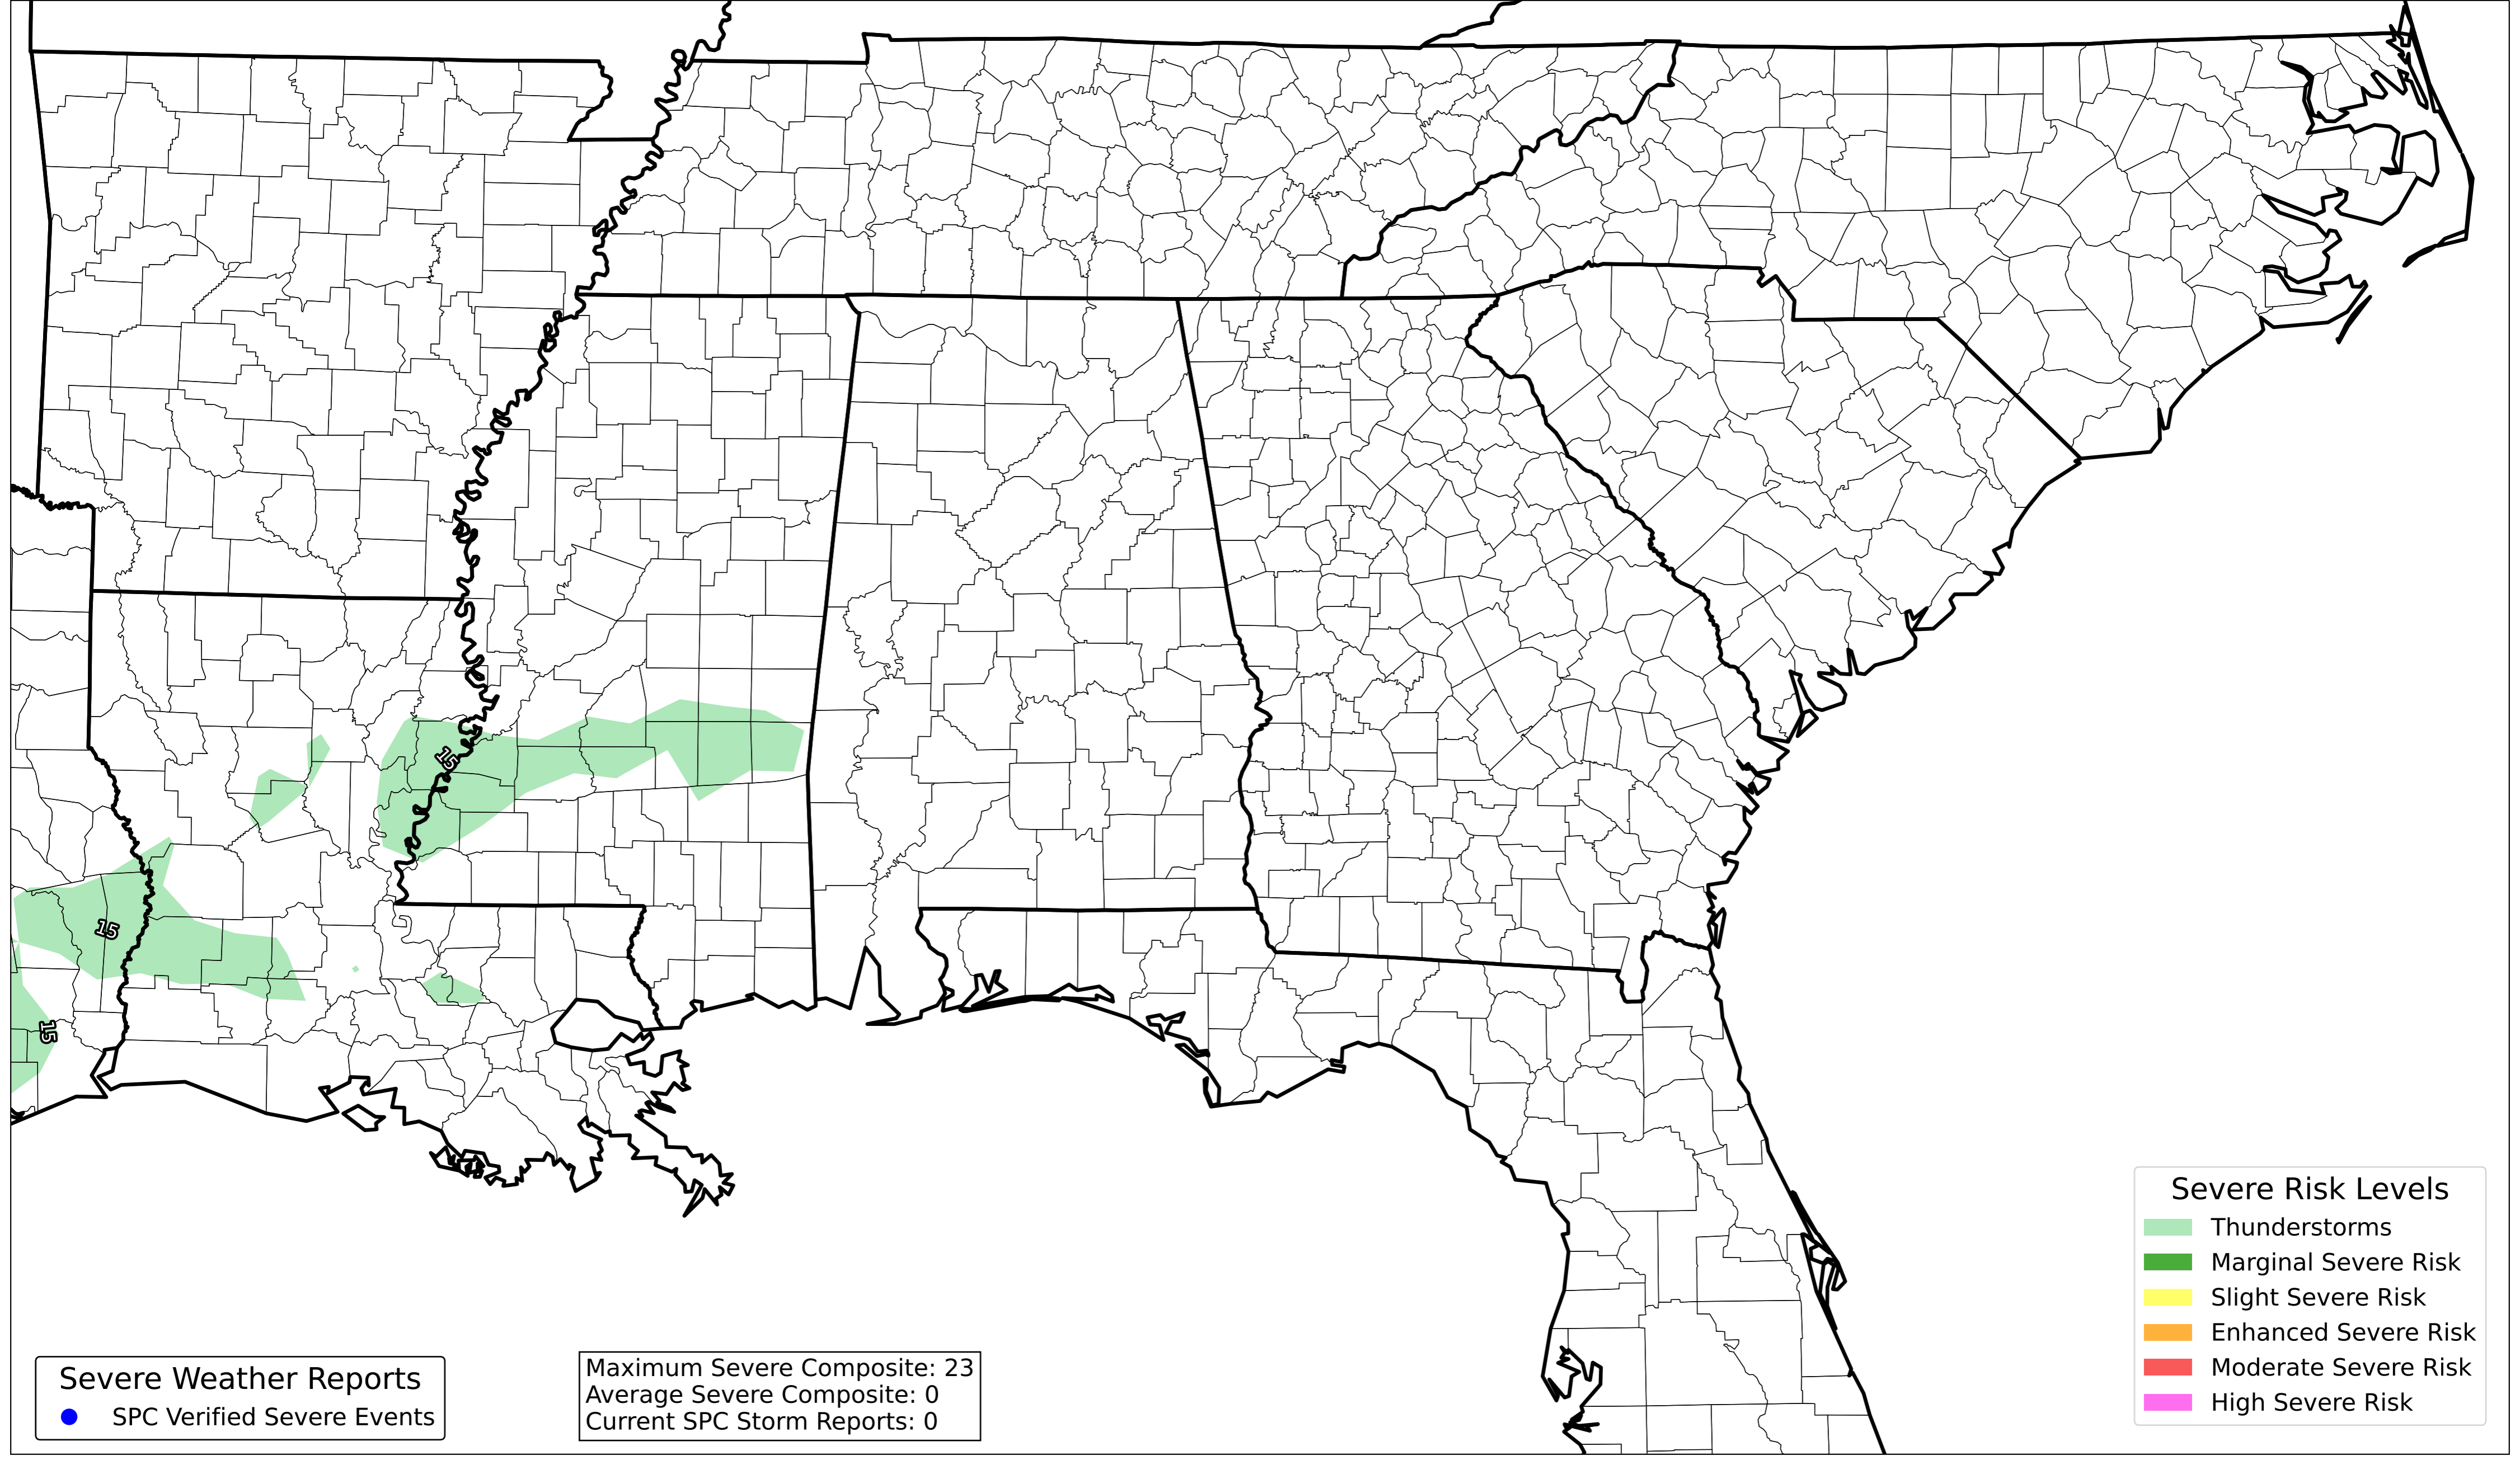 15
15
15
Severe Risk Levels
Thunderstorms
Marginal Severe Risk
Slight Severe Risk
Enhanced Severe Risk
Moderate Severe Risk
High Severe Risk
Severe Weather Reports
SPC Verified Severe Events
Maximum Severe Composite: 23
Average Severe Composite: 0
Current SPC Storm Reports: 0